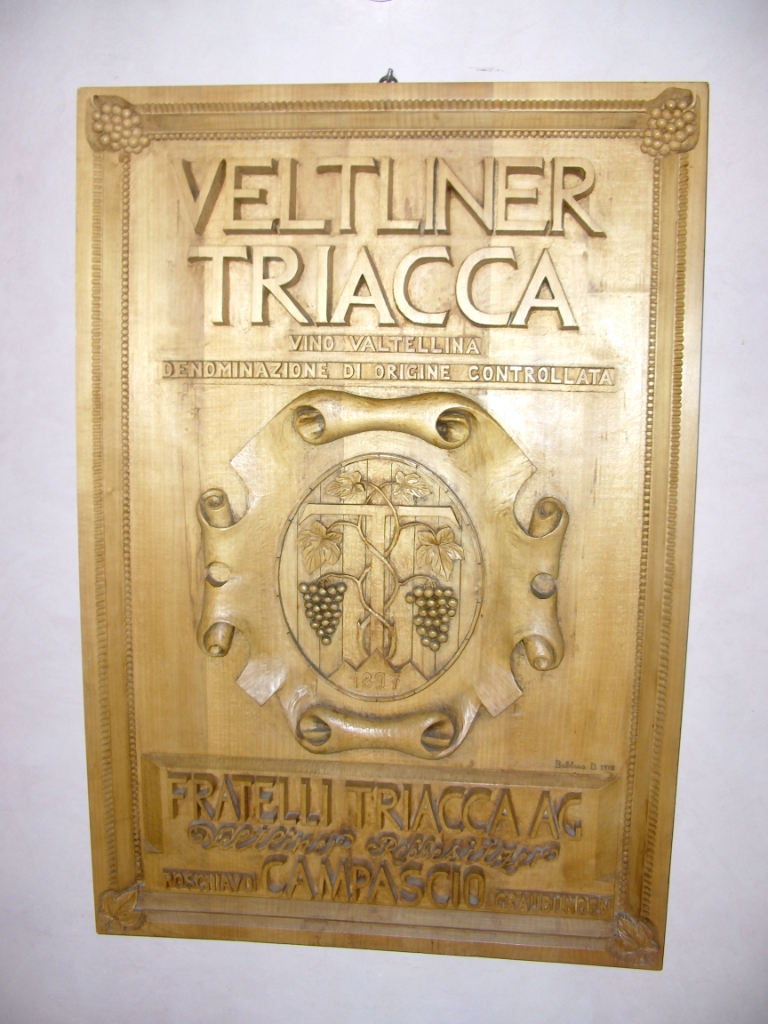 VELTLINER
TRIACCA
VINO VALTELLINA
DENOMINAZIONE DI ORIGINE CONTROLLATA
T
1897
FRATELLI TRIACCA AG
POSCHIAVO CAMPASCIO GRAUBÜNDEN